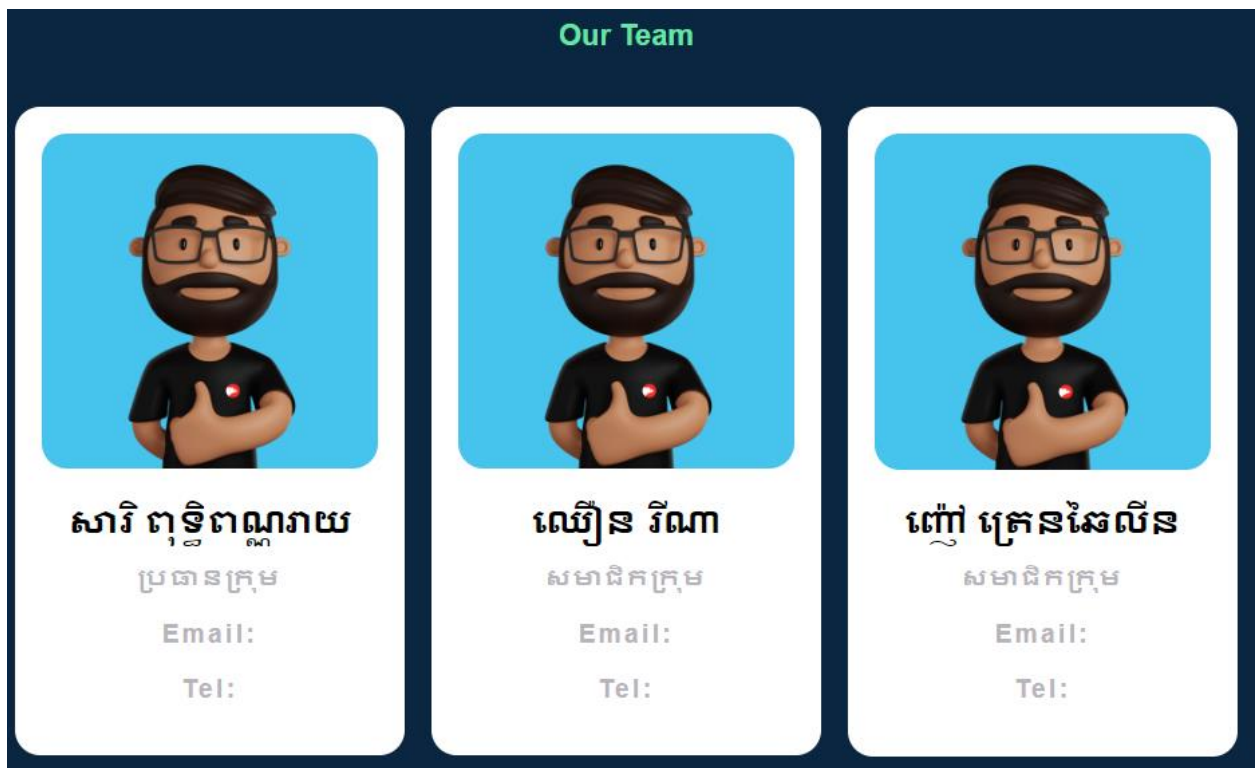 Our Team
សារិ ពុទ្ធិពណ្ណរាយ
ប្រធានក្រុម
Email:
Tel:
ឈឿន រីណា
សមាជិកក្រុម
Email:
Tel:
ញ៉ៅ ត្រេនឆៃលីន
សមាជិកក្រុម
Email:
Tel: